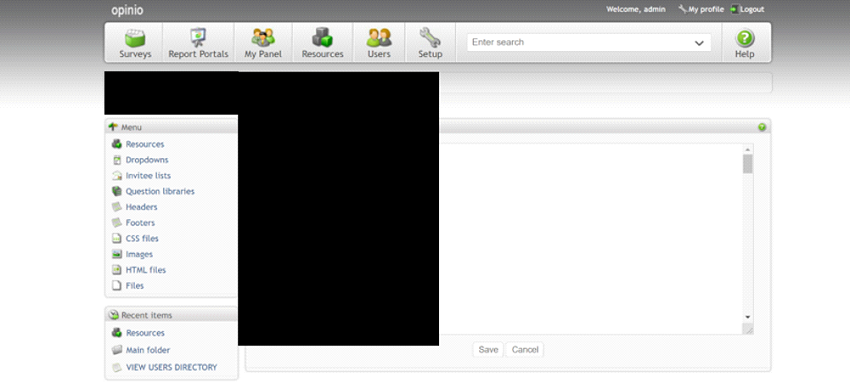 opinio
Welcome, admin
My profile
Logout
Surveys
Report Portals
My Panel
Resources
Users
Setup
Enter search
Help
Menu
Resources
Dropdowns
Invitee lists
Question libraries
Headers
Footers
CSS files
Images
HTML files
Files
Recent items
Resources
Main folder
VIEW USERS DIRECTORY
Save
Cancel